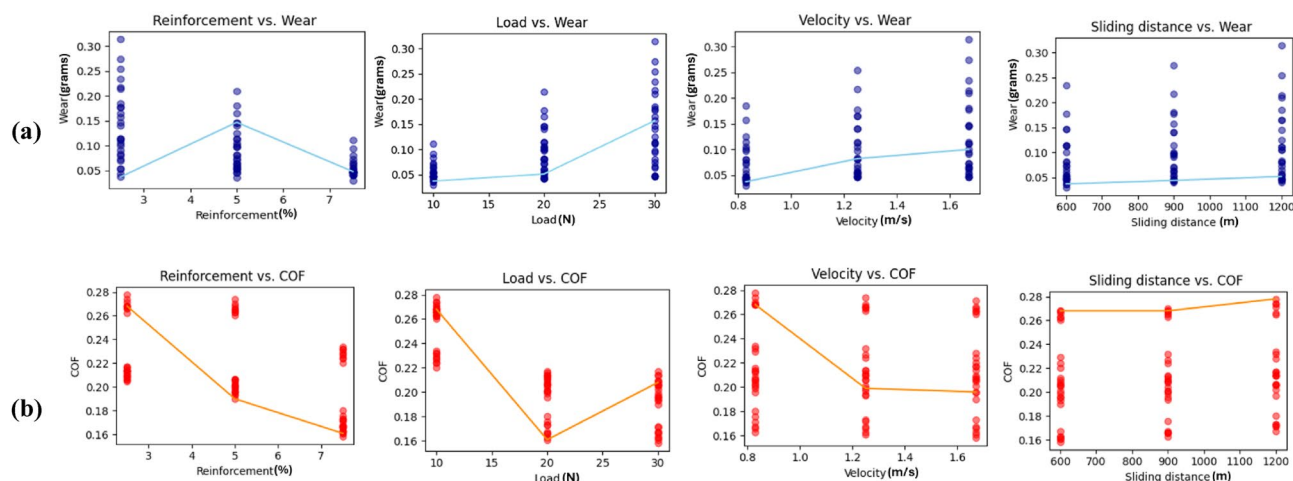 Reinforcement vs. Wear
Wear(grams)
0.30
0.25
0.20
0.15
0.10
0.05
3 4 5 6 7
Reinforcement(%)
Load vs. Wear
Wear(grams)
0.30
0.25
0.20
0.15
0.10
0.05
10 15 20 25 30
Load(N)
Velocity vs. Wear
Wear(grams)
0.30
0.25
0.20
0.15
0.10
0.05
0.8 1.0 1.2 1.4 1.6
Velocity(m/s)
Sliding distance vs. Wear
Wear(grams)
0.30
0.25
0.20
0.15
0.10
0.05
600 700 800 900 1000 1100 1200
Sliding distance (m)
(a)
Reinforcement vs. COF
COF
0.28
0.26
0.24
0.22
0.20
0.18
0.16
3 4 5 6 7
Reinforcement(%)
Load vs. COF
COF
0.28
0.26
0.24
0.22
0.20
0.18
0.16
10 15 20 25 30
Load(N)
Velocity vs. COF
COF
0.28
0.26
0.24
0.22
0.20
0.18
0.16
0.8 1.0 1.2 1.4 1.6
Velocity(m/s)
Sliding distance vs. COF
COF
0.28
0.26
0.24
0.22
0.20
0.18
0.16
600 700 800 900 1000 1100 1200
Sliding distance (m)
(b)